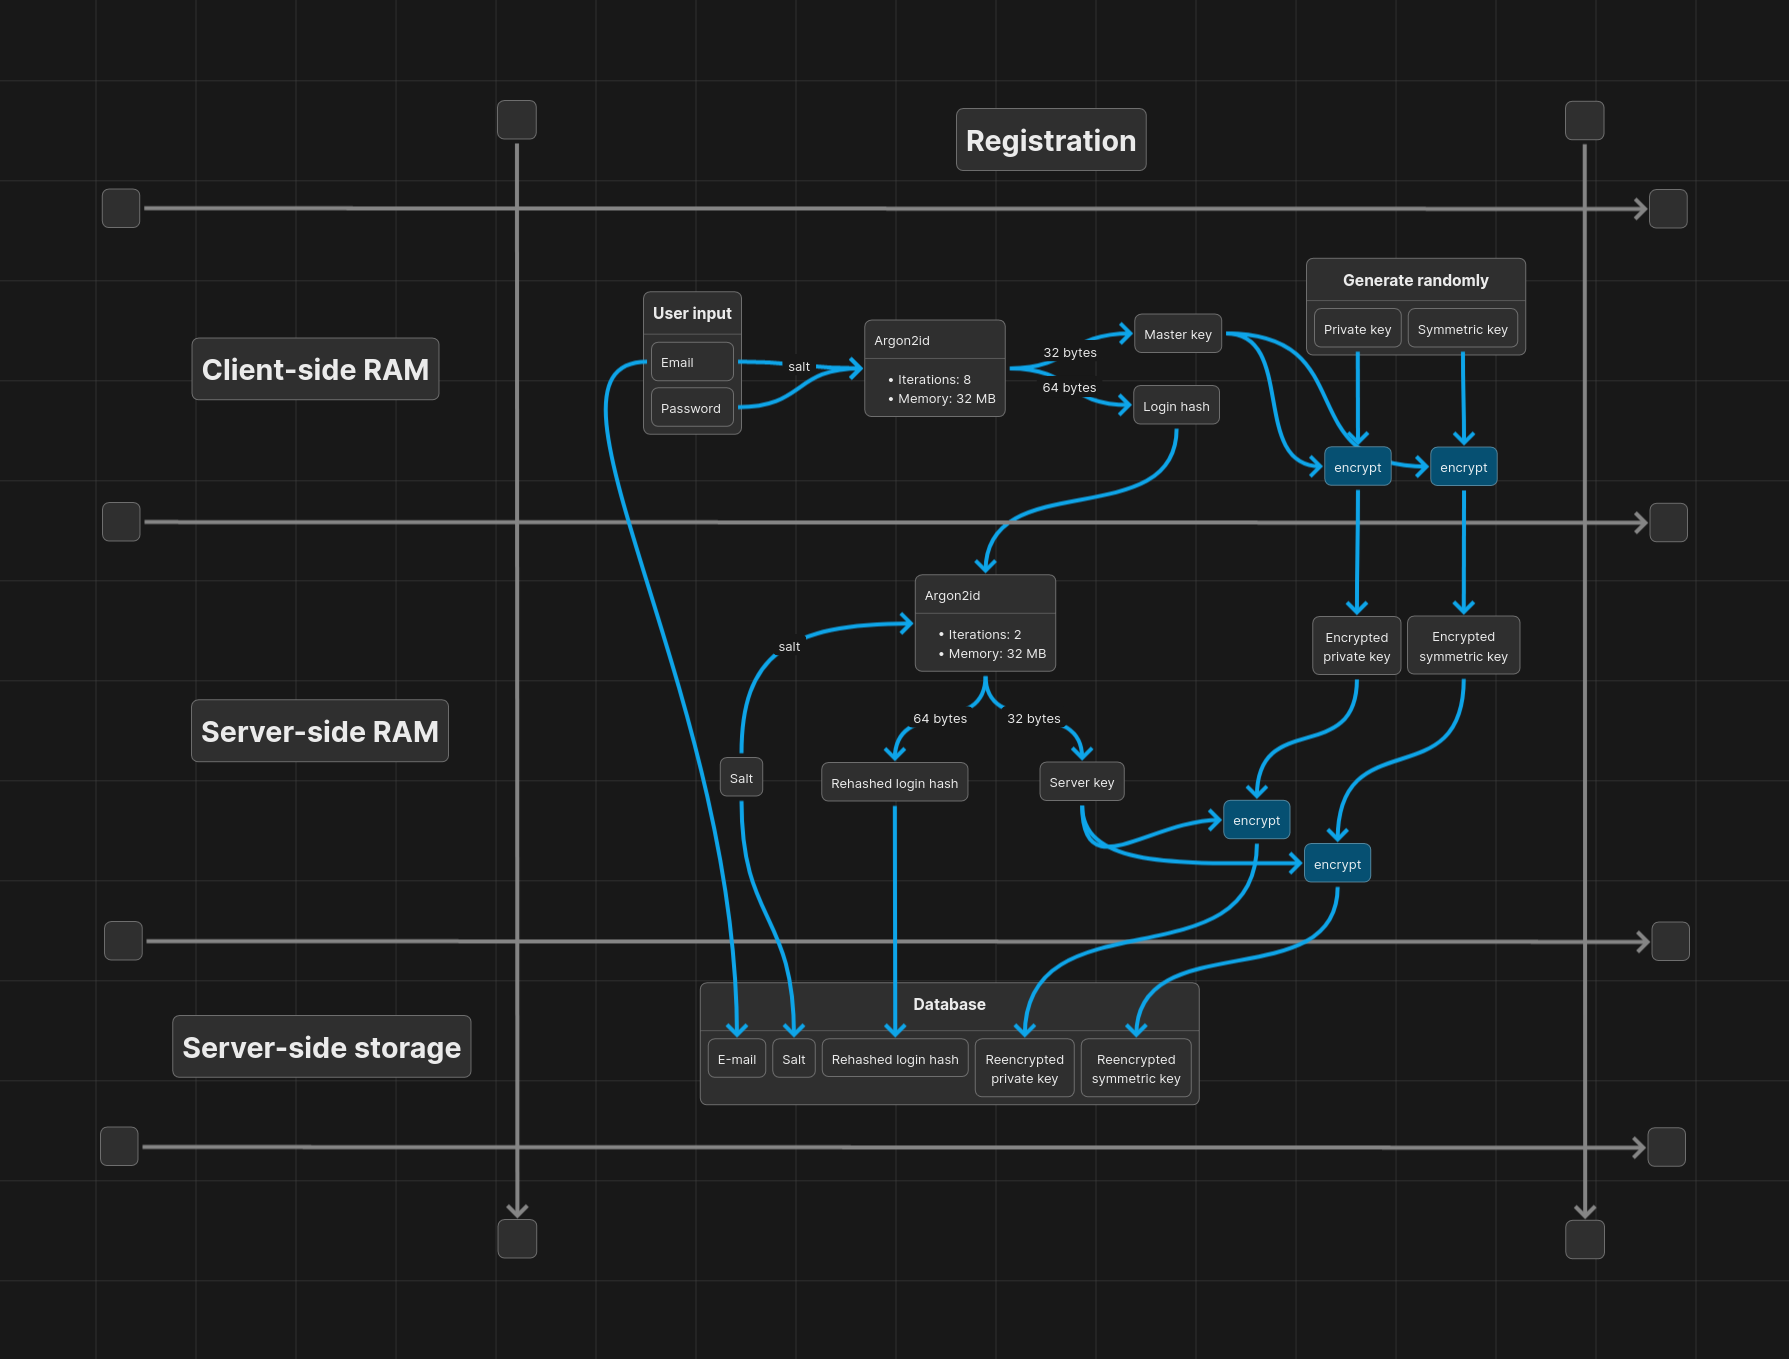 Registration
Generate randomly
Private key
Symmetric key
User input
Email
Password
salt
Argon2id
• Iterations: 8
• Memory: 32 MB
32 bytes
64 bytes
Master key
Login hash
Client-side RAM
encrypt
encrypt
Argon2id
• Iterations: 2
• Memory: 32 MB
salt
Encrypted
private key
Encrypted
symmetric key
Server-side RAM
64 bytes
32 bytes
Salt
Rehashed login hash
Server key
encrypt
encrypt
Server-side storage
Database
E-mail
Salt
Rehashed login hash
Reencrypted
private key
Reencrypted
symmetric key